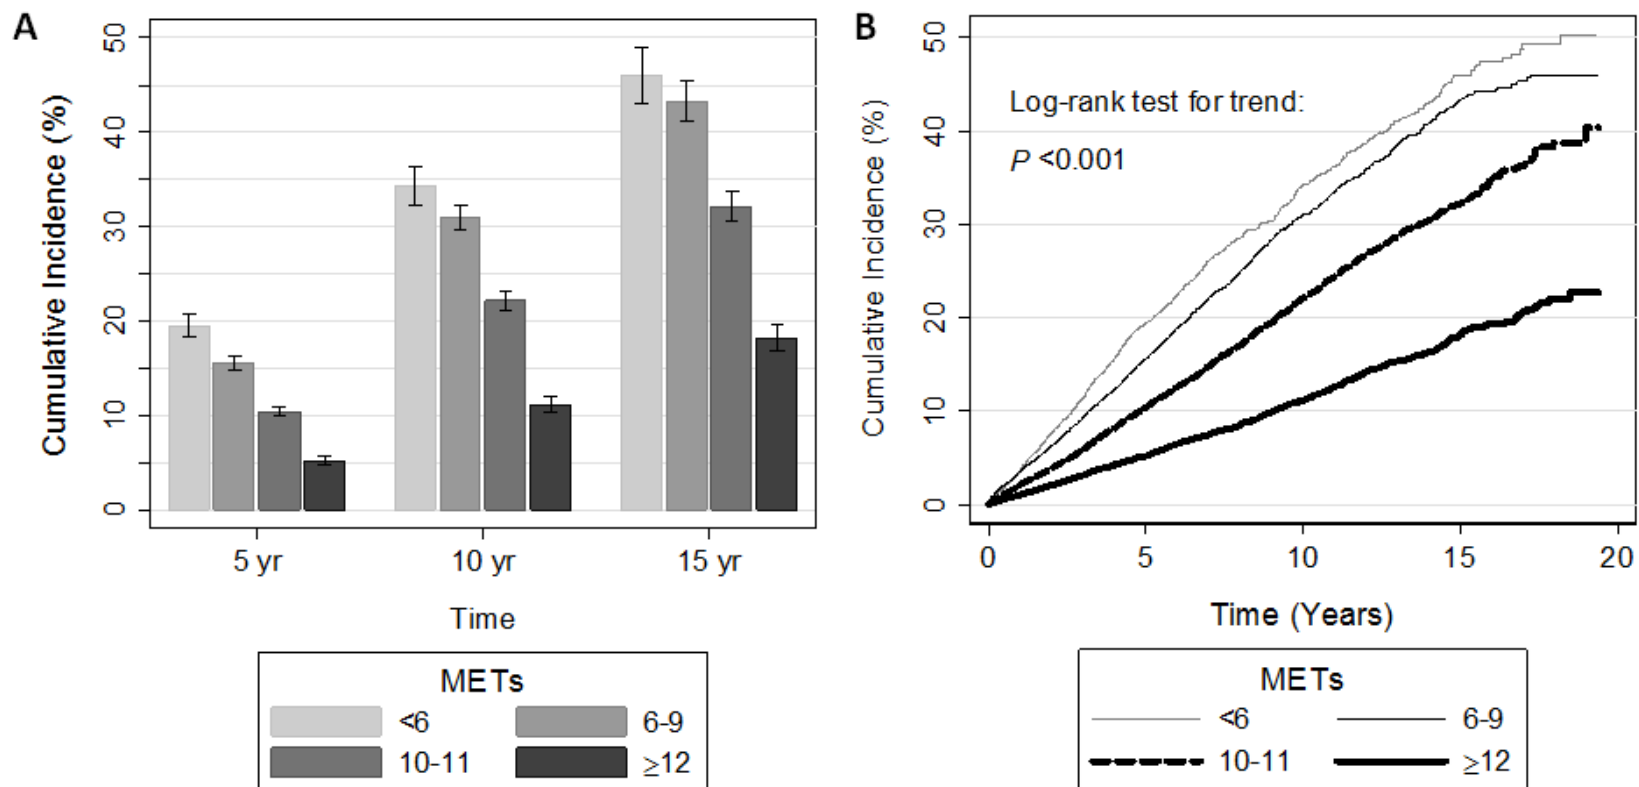 A
Cumulative Incidence (%)
50
40
30
20
10
0
5 yr
10 yr
15 yr
Time
METs
<6
6-9
10-11
≥12
B
Cumulative Incidence (%)
50
40
30
20
10
0
Log-rank test for trend:
P <0.001
0
5
10
15
20
Time (Years)
METs
<6
6-9
10-11
≥12